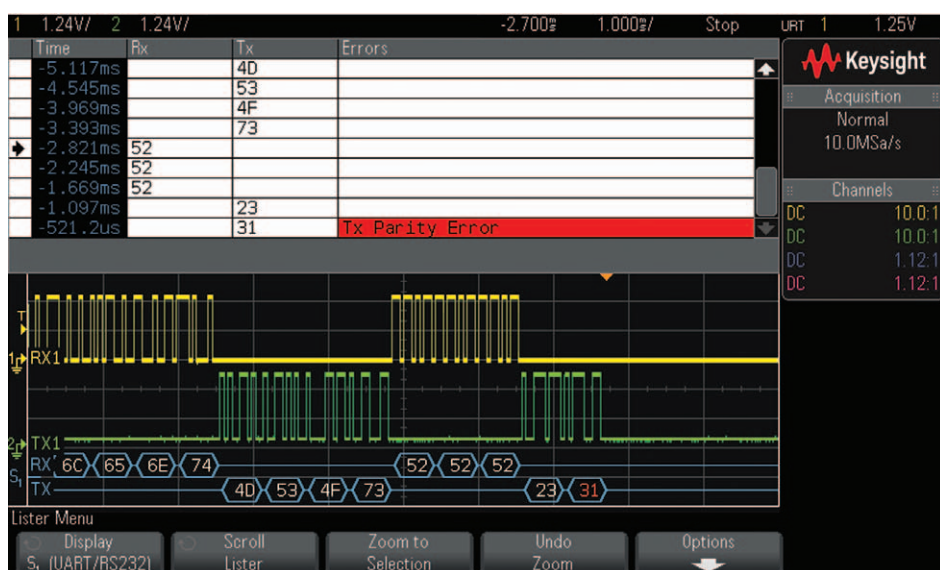 1 1.24V/ 2 1.24V/ -2.700ms 1.000ms/ Stop URT 1 1.25V
Time Rx Tx Errors
-5.117ms 4D
-4.545ms 53
-3.969ms 4F
-3.393ms 73
-2.821ms 52
-2.245ms 52
-1.669ms 52
-1.097ms 23
-521.2us 31 Tx Parity Error
Keysight
Acquisition
Normal
10.0MSa/s
Channels
DC 10.0:1
DC 10.0:1
DC 1.12:1
DC 1.12:1
T
1 RX1
2 TX1
S1 RX 6C 65 6E 74 52 52 52
TX 4D 53 4F 73 23 31
Lister Menu
Display Scroll Zoom to Undo Options
S1 (UART/RS232) Lister Selection Zoom